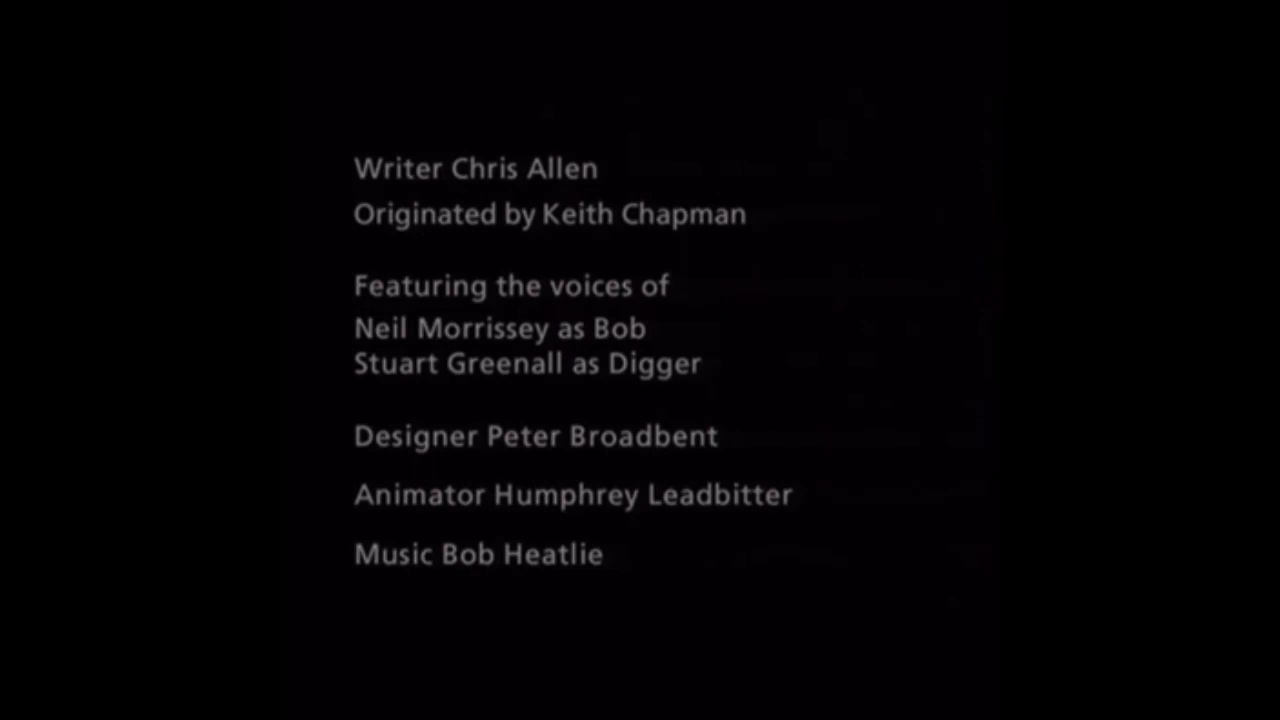 Writer Chris Allen
Originated by Keith Chapman
Featuring the voices of
Neil Morrissey as Bob
Stuart Greenall as Digger
Designer Peter Broadbent
Animator Humphrey Leadbitter
Music Bob Heatlie